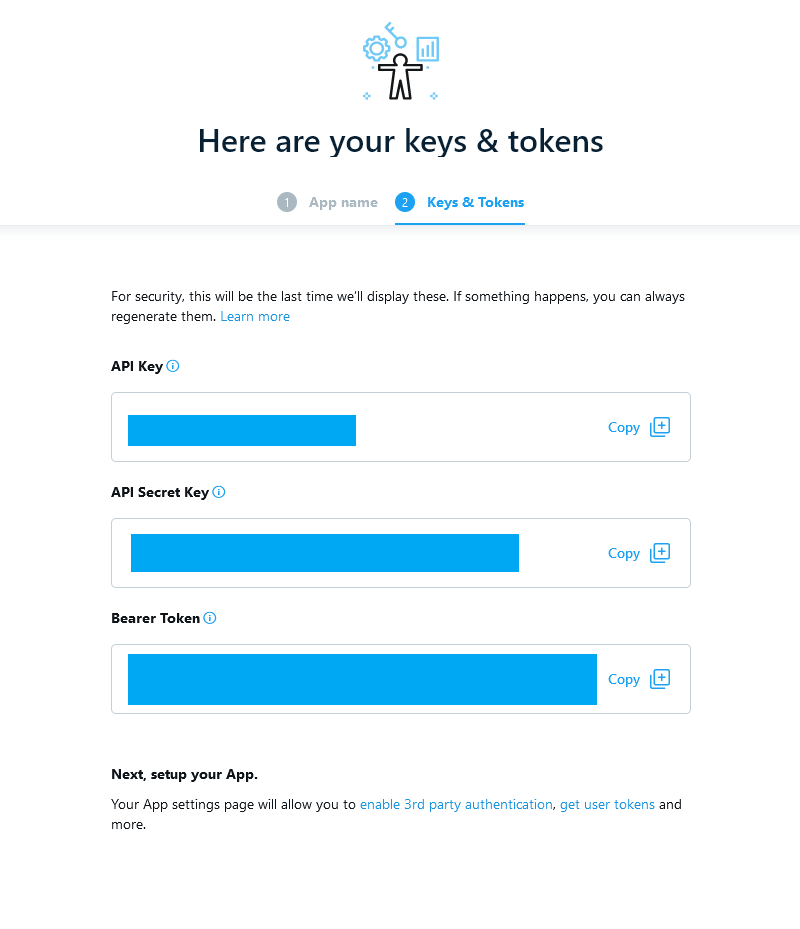 Here are your keys & tokens
1 App name 2 Keys & Tokens
For security, this will be the last time we’ll display these. If something happens, you can always
regenerate them. Learn more
API Key
Copy
API Secret Key
Copy
Bearer Token
Copy
Next, setup your App.
Your App settings page will allow you to enable 3rd party authentication, get user tokens and
more.